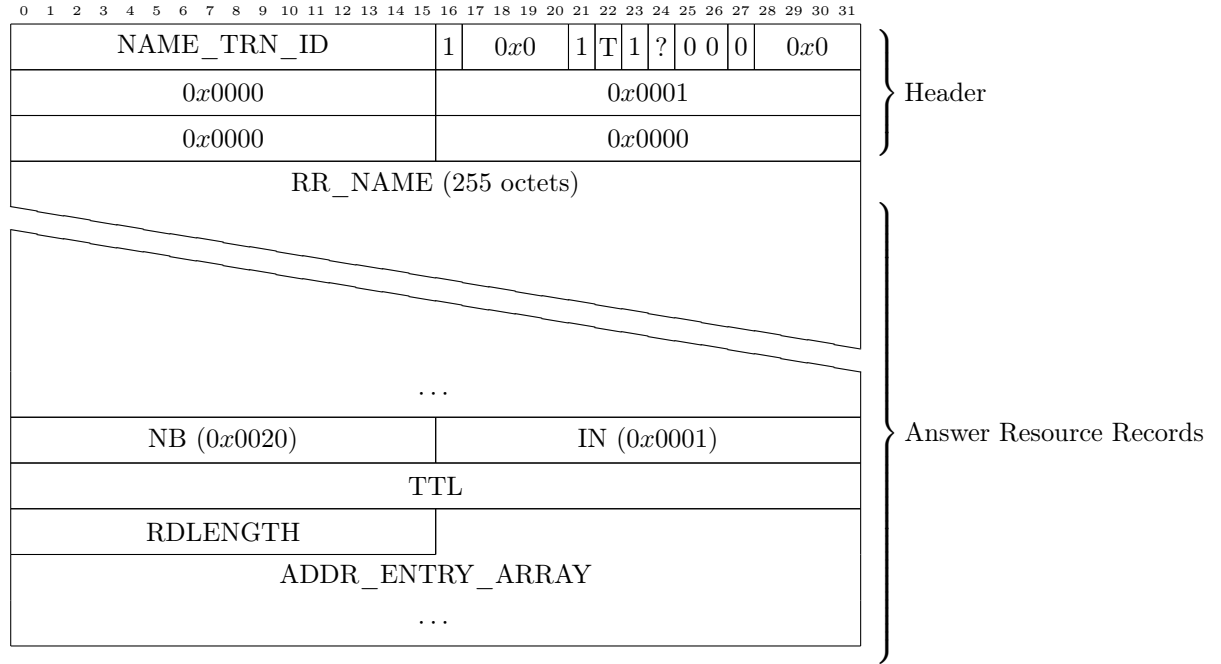 0 1 2 3 4 5 6 7 8 9 10 11 12 13 14 15 16 17 18 19 20 21 22 23 24 25 26 27 28 29 30 31
NAME_TRN_ID 1 0x0 1 T 1 ? 0 0 0 0x0
0x0000 0x0001
Header
0x0000 0x0000
RR_NAME (255 octets)
...
NB (0x0020) IN (0x0001)
Answer Resource Records
TTL
RDLENGTH
ADDR_ENTRY_ARRAY
...